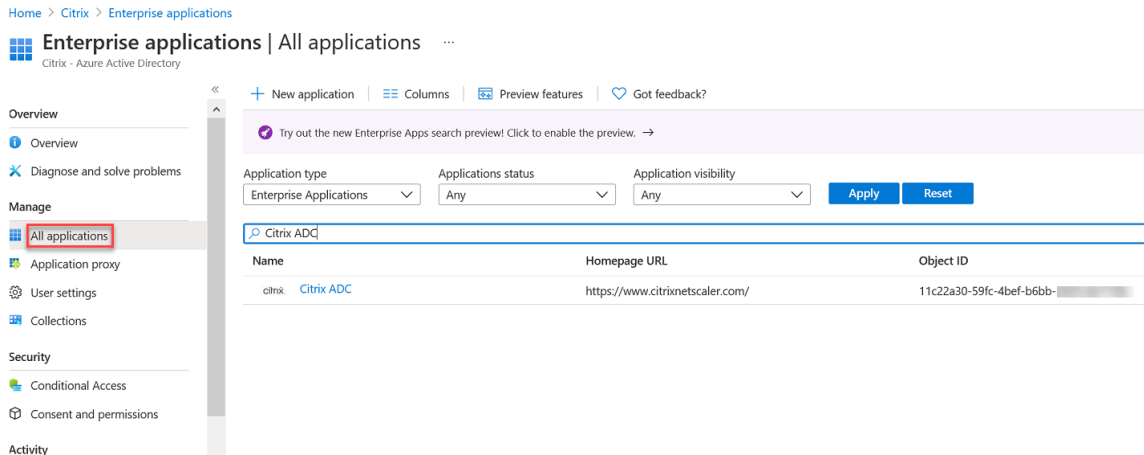 Home > Citrix > Enterprise applications
Enterprise applications | All applications ...
Citrix - Azure Active Directory
«
Overview
Overview
Diagnose and solve problems
Manage
All applications
Application proxy
User settings
Collections
Security
Conditional Access
Consent and permissions
Activity
+ New application
Columns
Preview features
Got feedback?
Try out the new Enterprise Apps search preview! Click to enable the preview. →
Application type Applications status Application visibility
Enterprise Applications Any Any Apply Reset
Citrix ADC
Name Homepage URL Object ID
citrix Citrix ADC https://www.citrixnetscaler.com/ 11c22a30-59fc-4bef-b6bb-